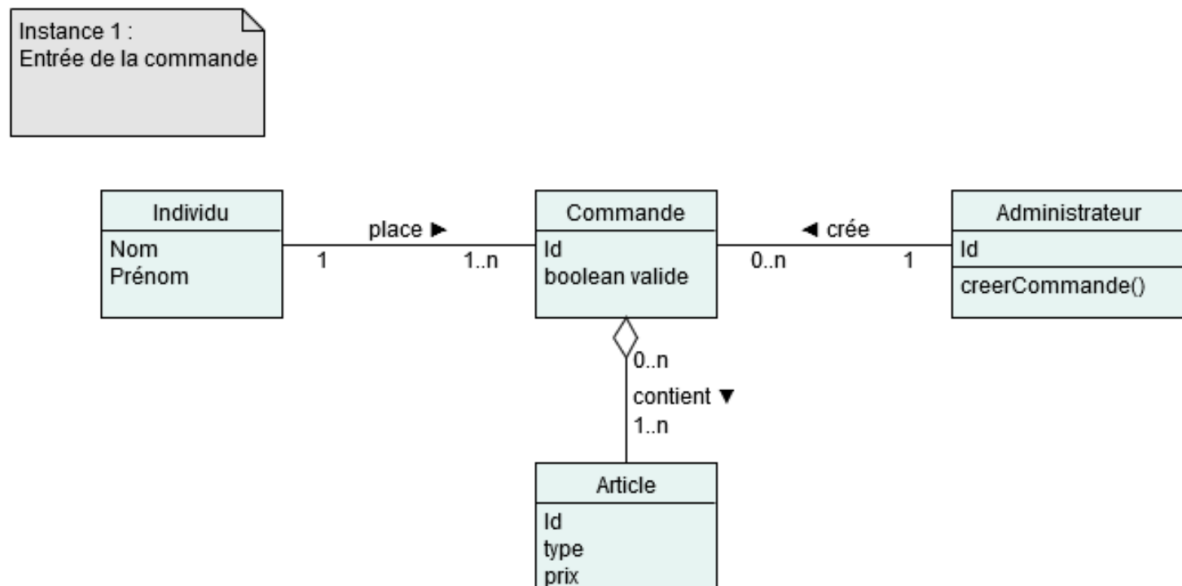 Instance 1 :
Entrée de la commande
Individu
Nom
Prénom
place ►
1
1..n
Commande
Id
boolean valide
◄ crée
0..n
1
Administrateur
Id
creerCommande()
0..n
contient ▼
1..n
Article
Id
type
prix